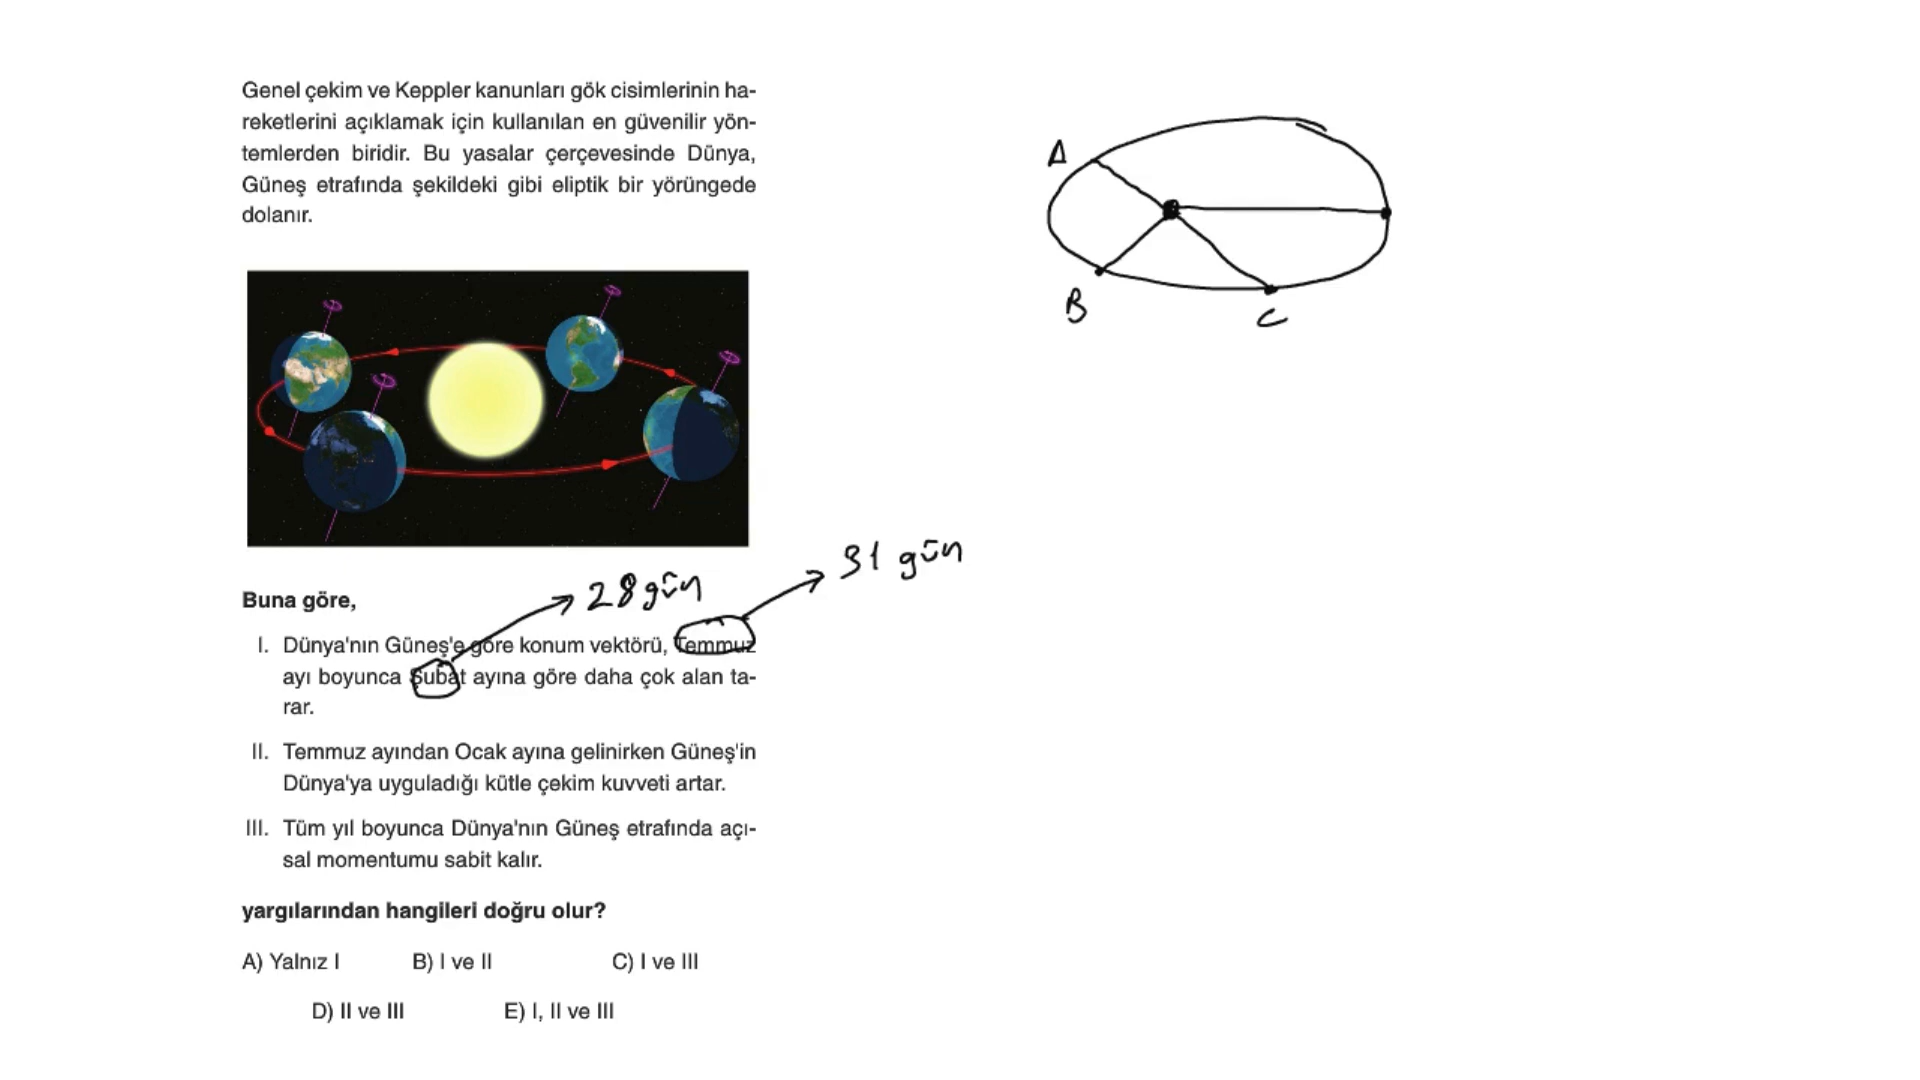 Genel çekim ve Keppler kanunları gök cisimlerinin ha-
reketlerini açıklamak için kullanılan en güvenilir yön-
temlerden biridir. Bu yasalar çerçevesinde Dünya,
Güneş etrafında şekildeki gibi eliptik bir yörüngede
dolanır.
A
B
C
31 gün
28 gün
Buna göre,
I. Dünya'nın Güneş'e göre konum vektörü, Temmuz
ayı boyunca Şubat ayına göre daha çok alan ta-
rar.
II. Temmuz ayından Ocak ayına gelinirken Güneş'in
Dünya'ya uyguladığı kütle çekim kuvveti artar.
III. Tüm yıl boyunca Dünya'nın Güneş etrafında açı-
sal momentumu sabit kalır.
yargılarından hangileri doğru olur?
A) Yalnız I B) I ve II C) I ve III
D) II ve III E) I, II ve III